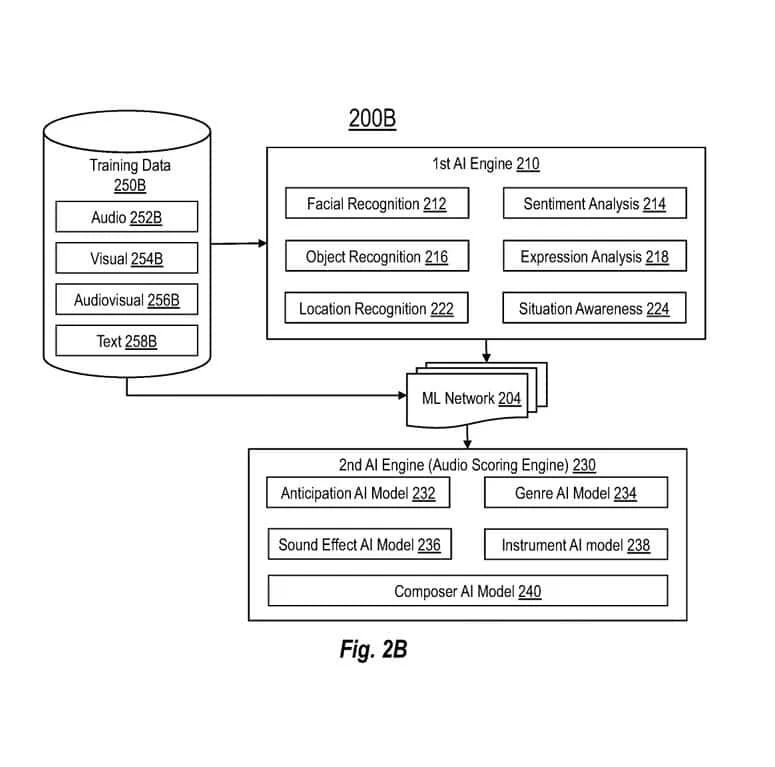 200B
Training Data
250B
Audio 252B
Visual 254B
Audiovisual 256B
Text 258B
1st AI Engine 210
Facial Recognition 212
Sentiment Analysis 214
Object Recognition 216
Expression Analysis 218
Location Recognition 222
Situation Awareness 224
ML Network 204
2nd AI Engine (Audio Scoring Engine) 230
Anticipation AI Model 232
Genre AI Model 234
Sound Effect AI Model 236
Instrument AI model 238
Composer AI Model 240
Fig. 2B